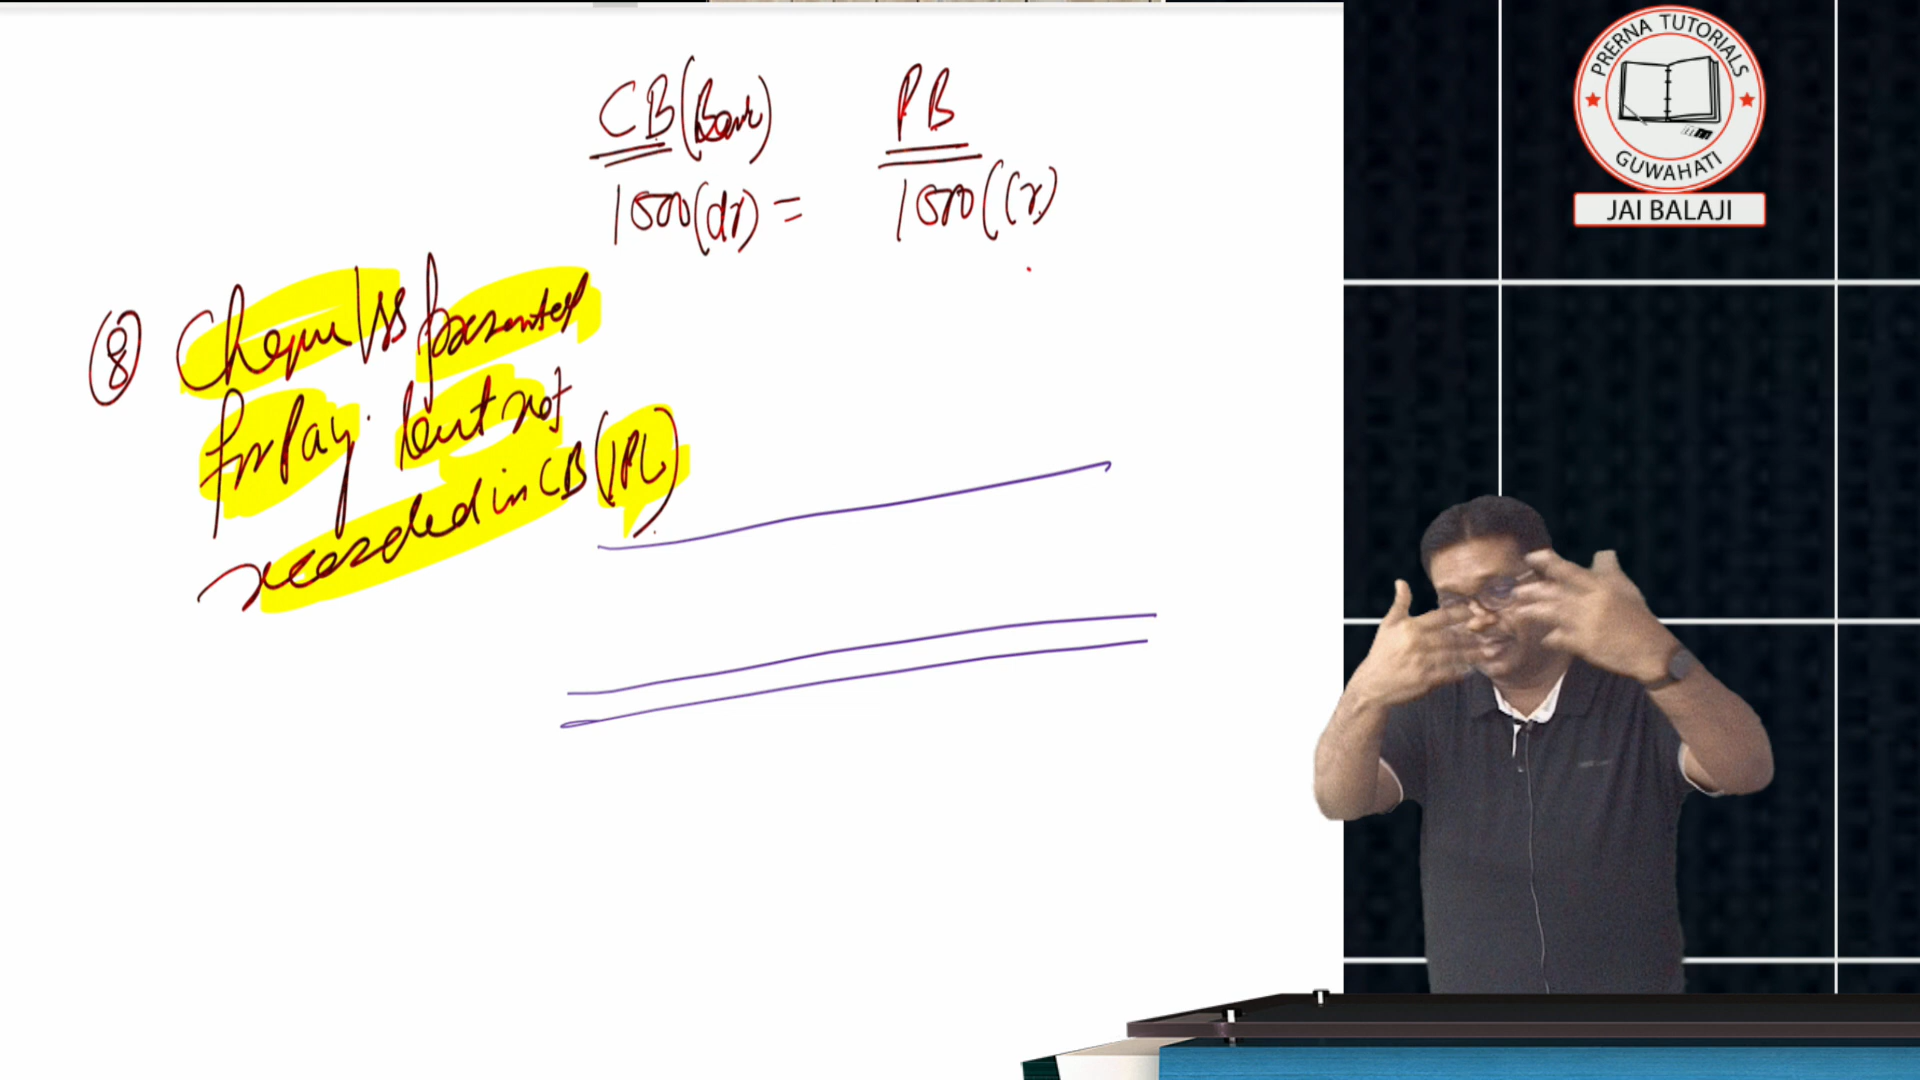 CB (Bank) PB
1500 (dr) = 1500 (Cr)
⑧ Cheque Iss presented
for Pay. but not
recorded in CB (IPL)
PRERNA TUTORIALS
GUWAHATI
JAI BALAJI